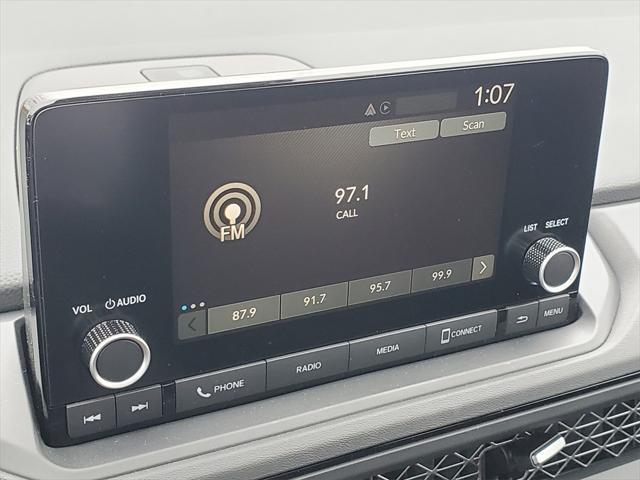 1:07
Text
Scan
97.1
CALL
FM
87.9
91.7
95.7
99.9
LIST SELECT
VOL AUDIO
PHONE
RADIO
MEDIA
CONNECT
MENU